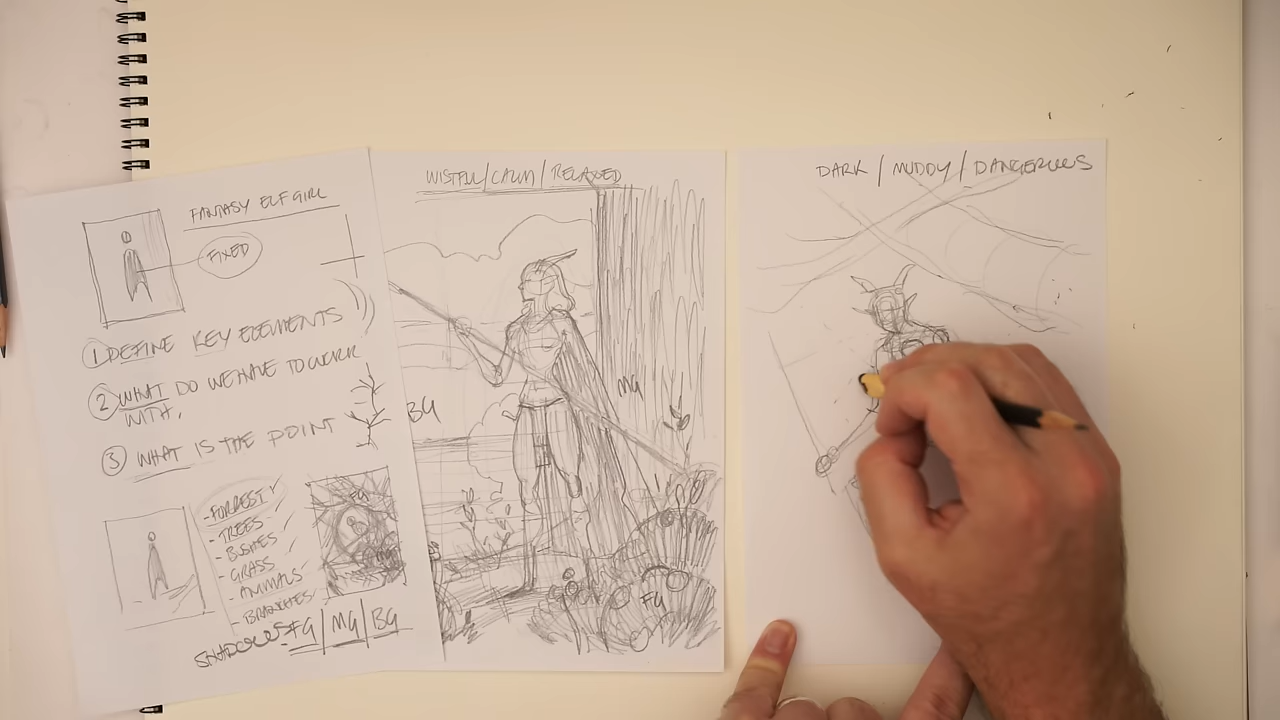 FANTASY ELF GIRL
FIXED
① DEFINE KEY ELEMENTS
② WHAT DO WE HAVE TO WORK
WITH.
③ WHAT IS THE POINT
- FORREST ✓
- TREES ✓
- BUSHES
- GRASS ✓
- ANIMALS
- BRANCHES
SHADOWS
FG | MG | BG
FG
MG
WISTFUL/CALM/RELAXED
MG
BG
FG
DARK / MUDDY / DANGEROUS